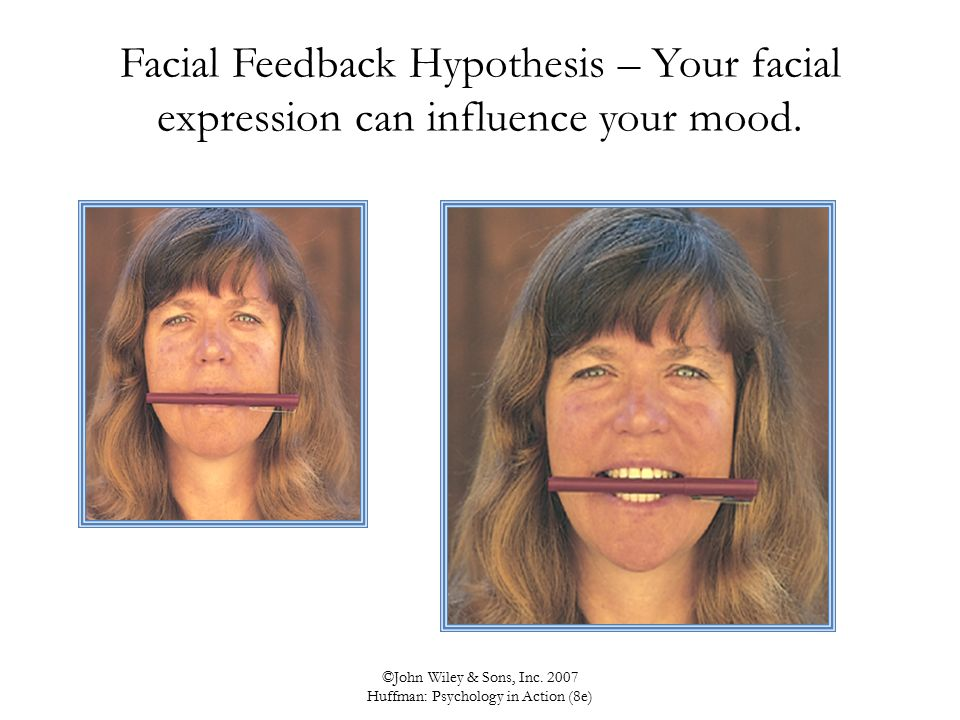 Facial Feedback Hypothesis – Your facial
expression can influence your mood.
©John Wiley & Sons, Inc. 2007
Huffman: Psychology in Action (8e)